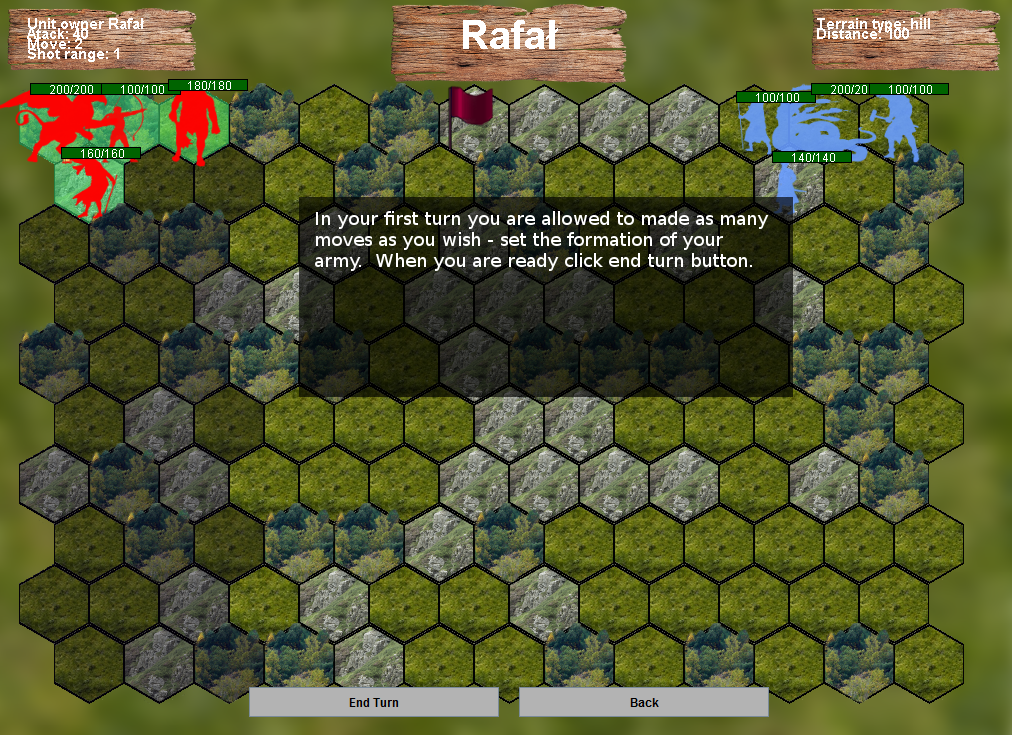 Unit owner Rafał
Atack: 40
Move: 2
Shot range: 1
Rafał
Terrain type: hill
Distance: 100
200/200
100/100
180/180
160/160
100/100
200/20
100/100
140/140
In your first turn you are allowed to made as many
moves as you wish - set the formation of your
army. When you are ready click end turn button.
End Turn
Back